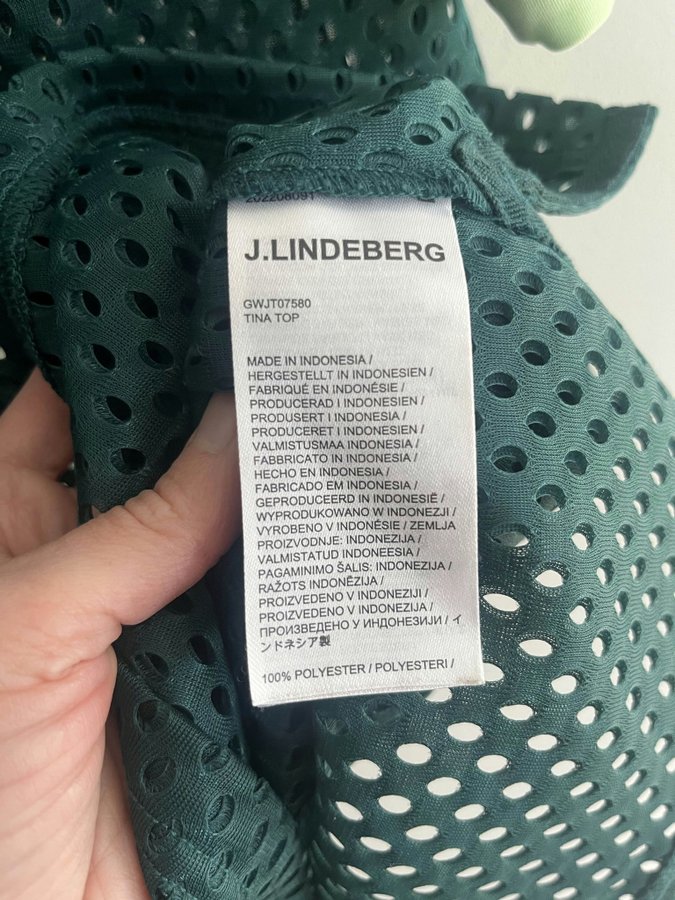 202208091
J.LINDEBERG
GWJT07580
TINA TOP
MADE IN INDONESIA /
HERGESTELLT IN INDONESIEN /
FABRIQUÉ EN INDONÉSIE /
PRODUCERAD I INDONESIEN /
PRODUSERT I INDONESIA /
PRODUCERET I INDONESIEN /
VALMISTUSMAA INDONESIA /
FABBRICATO IN INDONESIA /
HECHO EN INDONESIA /
FABRICADO EM INDONESIA /
GEPRODUCEERD IN INDONESIË /
WYPRODUKOWANO W INDONEZJI /
VYROBENO V INDONÉSIE / ZEMLJA
PROIZVODNJE: INDONEZIJA /
VALMISTATUD INDONEESIA /
PAGAMINIMO ŠALIS: INDONEZIJA /
RAŽOTS INDONĒZIJA /
PROIZVEDENO V INDONEZIJI /
PROIZVEDENO V INDONEZIJA /
ПРОИЗВЕДЕНО У ИНДОНЕЗИЈИ / イ
ンドネシア製
100% POLYESTER / POLYESTERI /